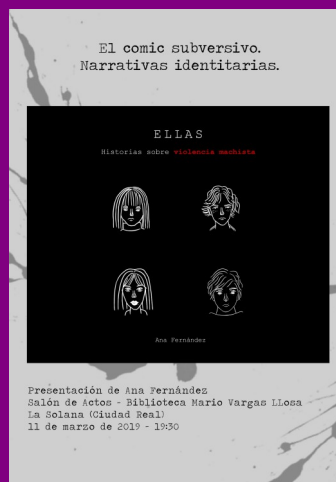 El comic subversivo.
Narrativas identitarias.
ELLAS
Historias sobre violencia machista
Ana Fernández
Presentación de Ana Fernández
Salón de Actos - Biblioteca Mario Vargas LLosa
La Solana (Ciudad Real)
11 de marzo de 2019 - 19:30